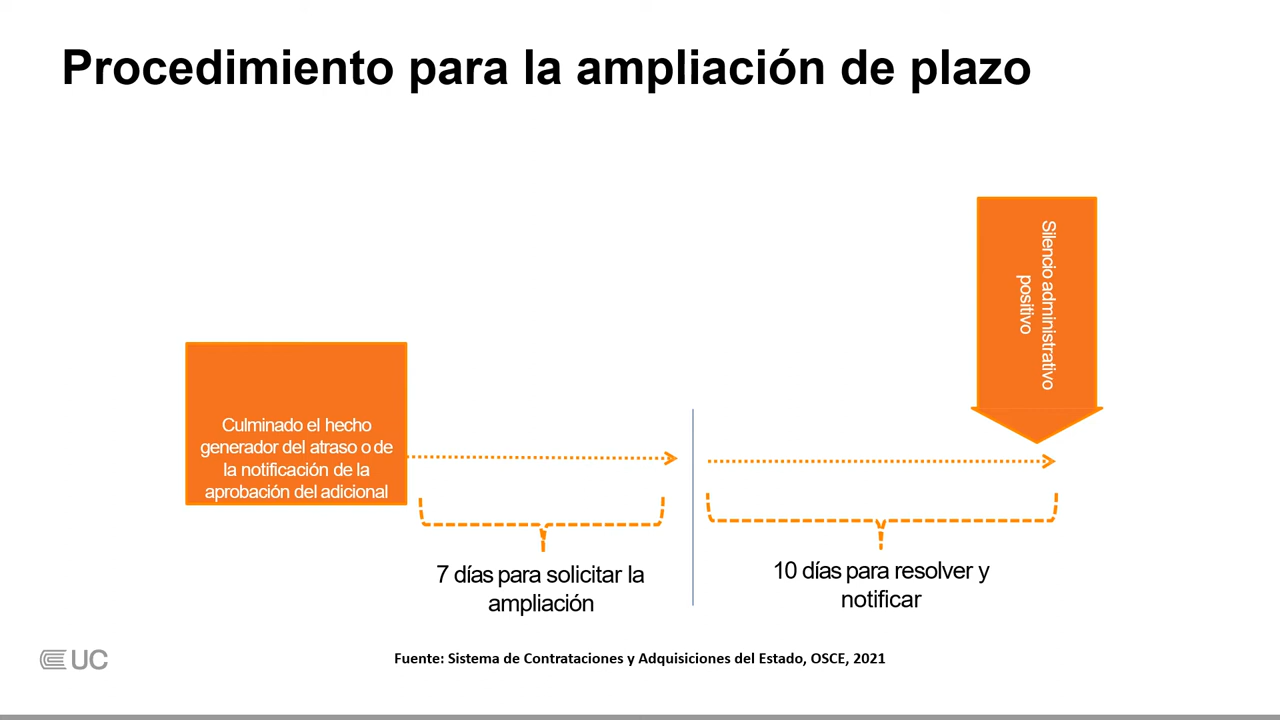 Procedimiento para la ampliación de plazo
Silencio administrativo
positivo
Culminado el hecho
generador del atraso o de
la notificación de la
aprobación del adicional
7 días para solicitar la
ampliación
10 días para resolver y
notificar
UC
Fuente: Sistema de Contrataciones y Adquisiciones del Estado, OSCE, 2021